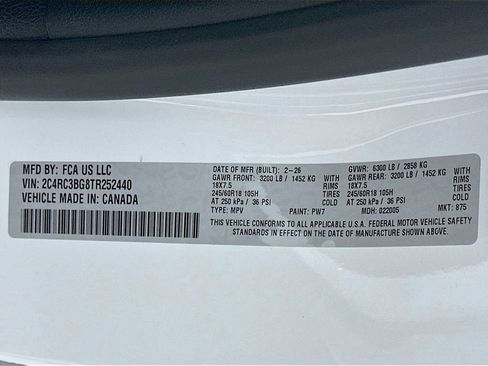 MFD BY: FCA US LLC
VIN: 2C4RC3BG8TR252440
VEHICLE MADE IN: CANADA
DATE OF MFR (BUILT): 2-26 GVWR: 6300 LB / 2858 KG
GAWR FRONT: 3200 LB / 1452 KG WITH GAWR REAR: 3200 LB / 1452 KG WITH
18X7.5 RIMS 18X7.5 RIMS
245/60R18 105H TIRES 245/60R18 105H TIRES
AT 250 kPa / 36 PSI COLD AT 250 kPa / 36 PSI COLD
TYPE: MPV PAINT: PW7 MDH: 022005 MKT: 875
THIS VEHICLE CONFORMS TO ALL APPLICABLE U.S.A. FEDERAL MOTOR VEHICLE SAFETY
STANDARDS IN EFFECT ON THE DATE OF MANUFACTURE SHOWN ABOVE.